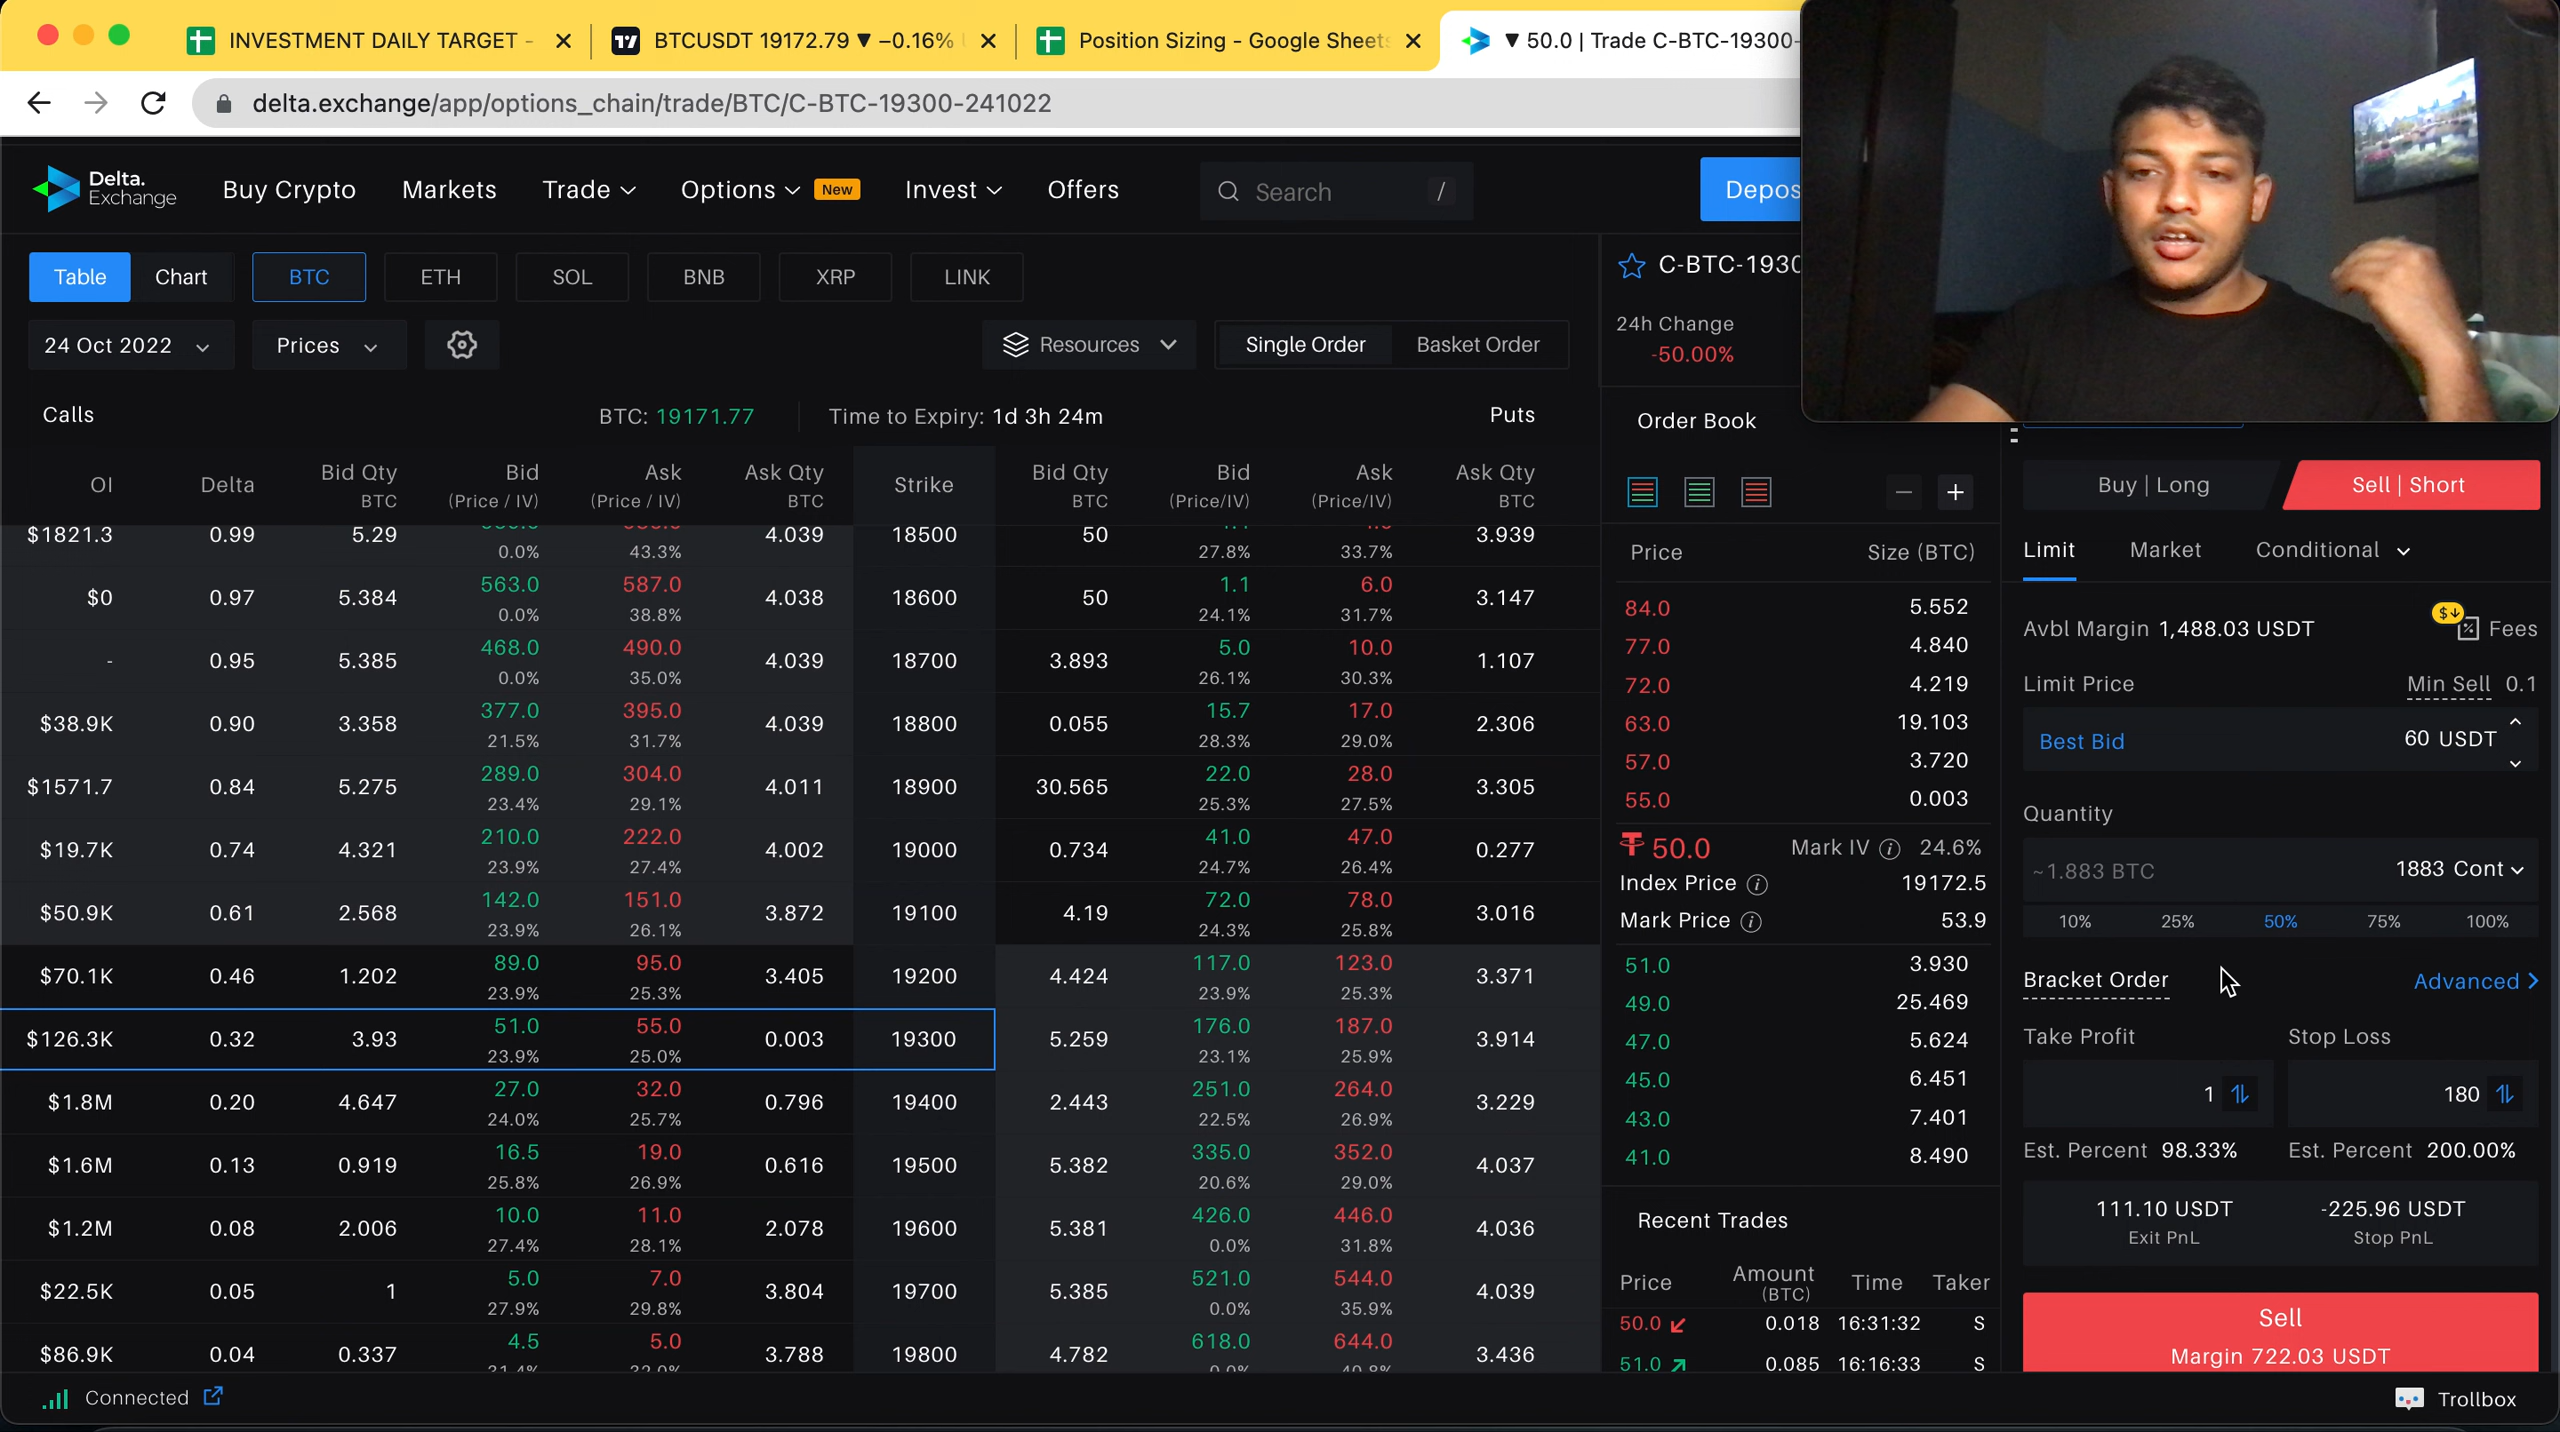 INVESTMENT DAILY TARGET -
BTCUSDT 19172.79 ▼ −0.16%
Position Sizing - Google Sheets
▼ 50.0 | Trade C-BTC-19300-
delta.exchange/app/options_chain/trade/BTC/C-BTC-19300-241022
Delta. Exchange
Buy Crypto Markets Trade Options New Invest Offers
Search /
Depos
Table Chart BTC ETH SOL BNB XRP LINK
24 Oct 2022 Prices Resources Single Order Basket Order
Calls BTC: 19171.77 Time to Expiry: 1d 3h 24m Puts
OI Delta Bid Qty BTC Bid (Price / IV) Ask (Price / IV) Ask Qty BTC Strike Bid Qty BTC Bid (Price/IV) Ask (Price/IV) Ask Qty BTC
$1821.3 0.99 5.29 0.0% 43.3% 4.039 18500 50 27.8% 33.7% 3.939
$0 0.97 5.384 563.0 0.0% 587.0 38.8% 4.038 18600 50 1.1 24.1% 6.0 31.7% 3.147
- 0.95 5.385 468.0 0.0% 490.0 35.0% 4.039 18700 3.893 5.0 26.1% 10.0 30.3% 1.107
$38.9K 0.90 3.358 377.0 21.5% 395.0 31.7% 4.039 18800 0.055 15.7 28.3% 17.0 29.0% 2.306
$1571.7 0.84 5.275 289.0 23.4% 304.0 29.1% 4.011 18900 30.565 22.0 25.3% 28.0 27.5% 3.305
$19.7K 0.74 4.321 210.0 23.9% 222.0 27.4% 4.002 19000 0.734 41.0 24.7% 47.0 26.4% 0.277
$50.9K 0.61 2.568 142.0 23.9% 151.0 26.1% 3.872 19100 4.19 72.0 24.3% 78.0 25.8% 3.016
$70.1K 0.46 1.202 89.0 23.9% 95.0 25.3% 3.405 19200 4.424 117.0 23.9% 123.0 25.3% 3.371
$126.3K 0.32 3.93 51.0 23.9% 55.0 25.0% 0.003 19300 5.259 176.0 23.1% 187.0 25.9% 3.914
$1.8M 0.20 4.647 27.0 24.0% 32.0 25.7% 0.796 19400 2.443 251.0 22.5% 264.0 26.9% 3.229
$1.6M 0.13 0.919 16.5 25.8% 19.0 26.9% 0.616 19500 5.382 335.0 20.6% 352.0 29.0% 4.037
$1.2M 0.08 2.006 10.0 27.4% 11.0 28.1% 2.078 19600 5.381 426.0 0.0% 446.0 31.8% 4.036
$22.5K 0.05 1 5.0 27.9% 7.0 29.8% 3.804 19700 5.385 521.0 0.0% 544.0 35.9% 4.039
$86.9K 0.04 0.337 4.5 5.0 3.788 19800 4.782 618.0 644.0 3.436
Connected
C-BTC-1930
24h Change
-50.00%
Order Book
Price Size (BTC)
84.0 5.552
77.0 4.840
72.0 4.219
63.0 19.103
57.0 3.720
55.0 0.003
50.0 Mark IV 24.6%
Index Price 19172.5
Mark Price 53.9
51.0 3.930
49.0 25.469
47.0 5.624
45.0 6.451
43.0 7.401
41.0 8.490
Recent Trades
Price Amount (BTC) Time Taker
50.0 0.018 16:31:32 S
51.0 0.085 16:16:33 S
Buy | Long Sell | Short
Limit Market Conditional
Avbl Margin 1,488.03 USDT Fees
Limit Price Min Sell 0.1
Best Bid 60 USDT
Quantity
~1.883 BTC 1883 Cont
10% 25% 50% 75% 100%
Bracket Order Advanced
Take Profit Stop Loss
1 180
Est. Percent 98.33% Est. Percent 200.00%
111.10 USDT -225.96 USDT
Exit PnL Stop PnL
Sell
Margin 722.03 USDT
Trollbox